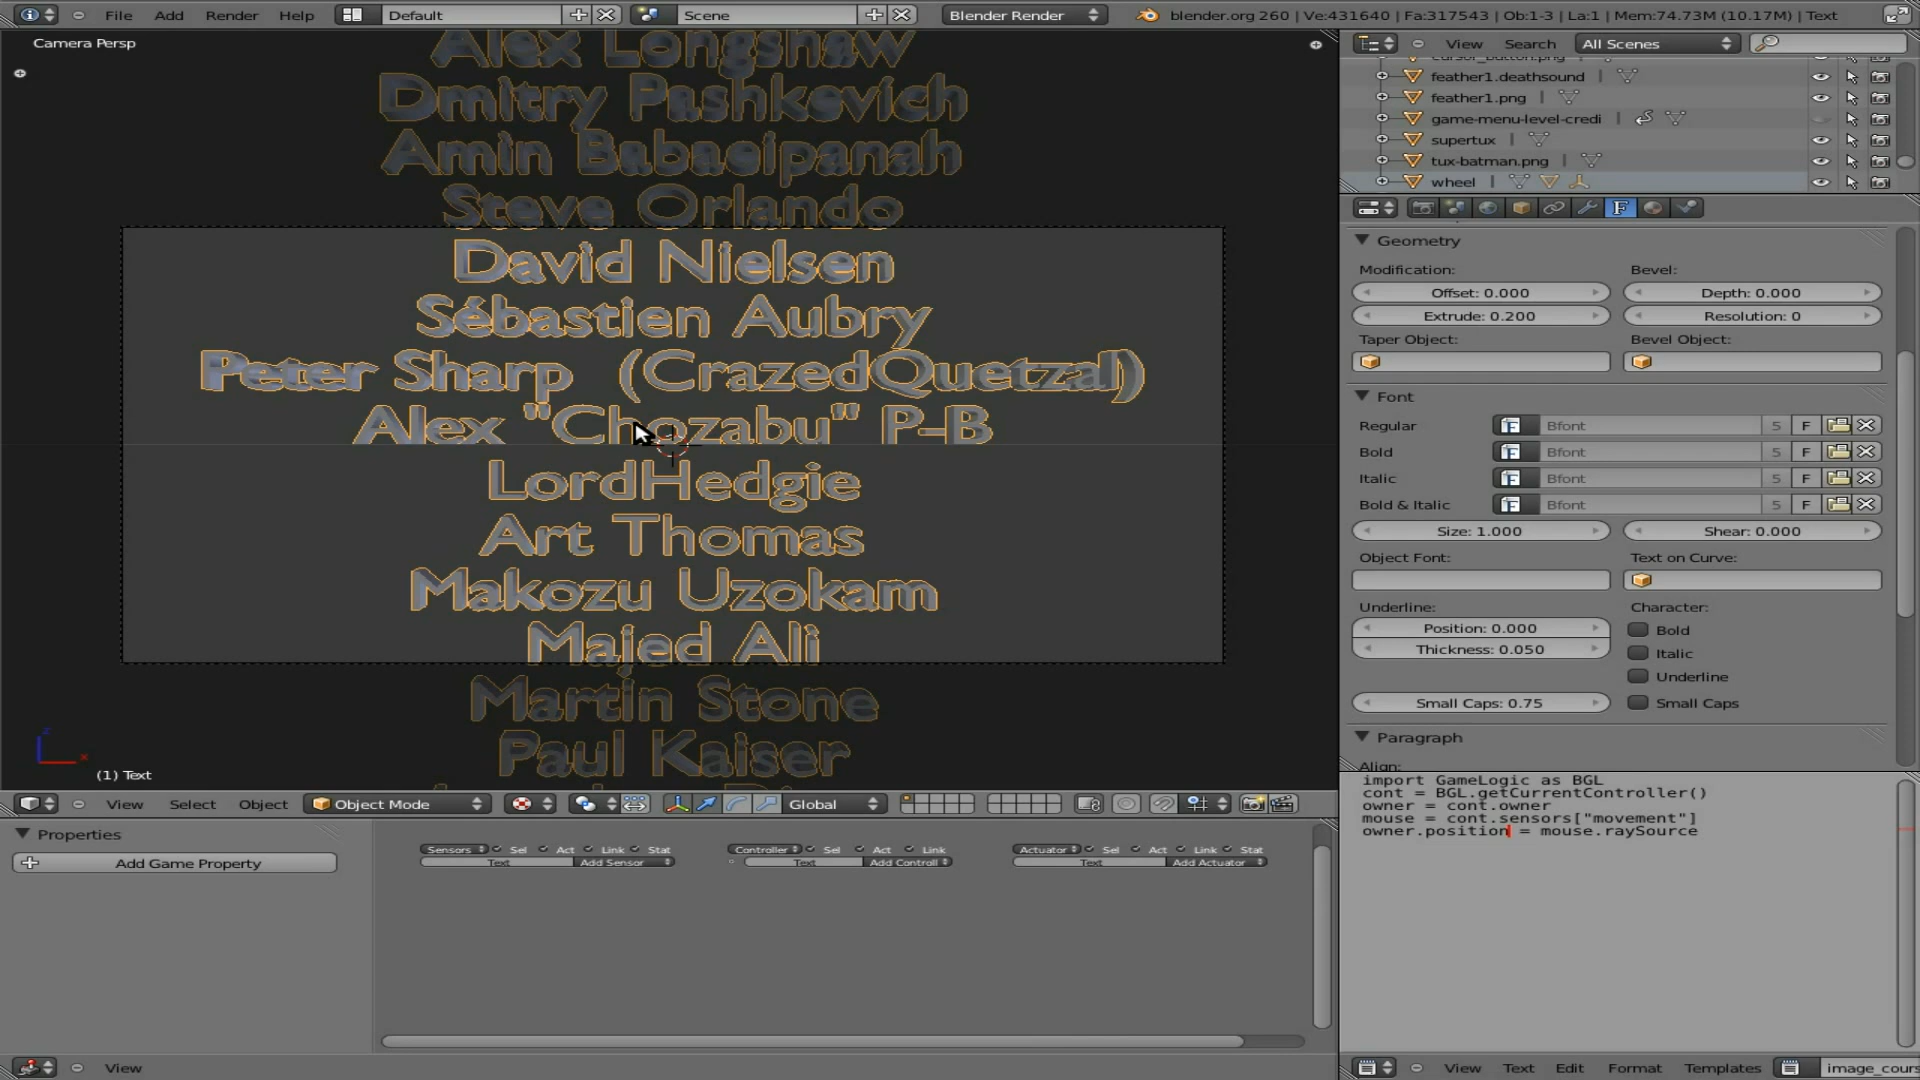 File Add Render Help Default Scene Blender Render blender.org 260 | Ve:431640 | Fa:317543 | Ob:1-3 | La:1 | Mem:74.73M (10.17M) | Text
Camera Persp
Alex Longshaw
Dmitry Pashkevich
Amin Babaeipanah
Steve Orlando
David Nielsen
Sébastien Aubry
Peter Sharp (CrazedQuetzal)
Alex "Chozabu" P-B
LordHedgie
Art Thomas
Makozu Uzokam
Majed Ali
Martin Stone
Paul Kaiser
(1) Text
View Select Object Object Mode Global
Properties
Add Game Property
Sensors Sel Act Link Stat
Text Add Sensor
Controller Sel Act Link
Text Add Controll
Actuator Sel Act Link Stat
Text Add Actuator
View
View Search All Scenes
cursor_button.png
feather1.deathsound
feather1.png
game-menu-level-credi
supertux
tux-batman.png
wheel
Geometry
Modification: Bevel:
Offset: 0.000 Depth: 0.000
Extrude: 0.200 Resolution: 0
Taper Object: Bevel Object:
Font
Regular Bfont 5 F
Bold Bfont 5 F
Italic Bfont 5 F
Bold & Italic Bfont 5 F
Size: 1.000 Shear: 0.000
Object Font: Text on Curve:
Underline: Character:
Position: 0.000 Bold
Thickness: 0.050 Italic
Underline
Small Caps: 0.75 Small Caps
Paragraph
Align:
import GameLogic as BGL
cont = BGL.getCurrentController()
owner = cont.owner
mouse = cont.sensors["movement"]
owner.position = mouse.raySource
View Text Edit Format Templates image_cours